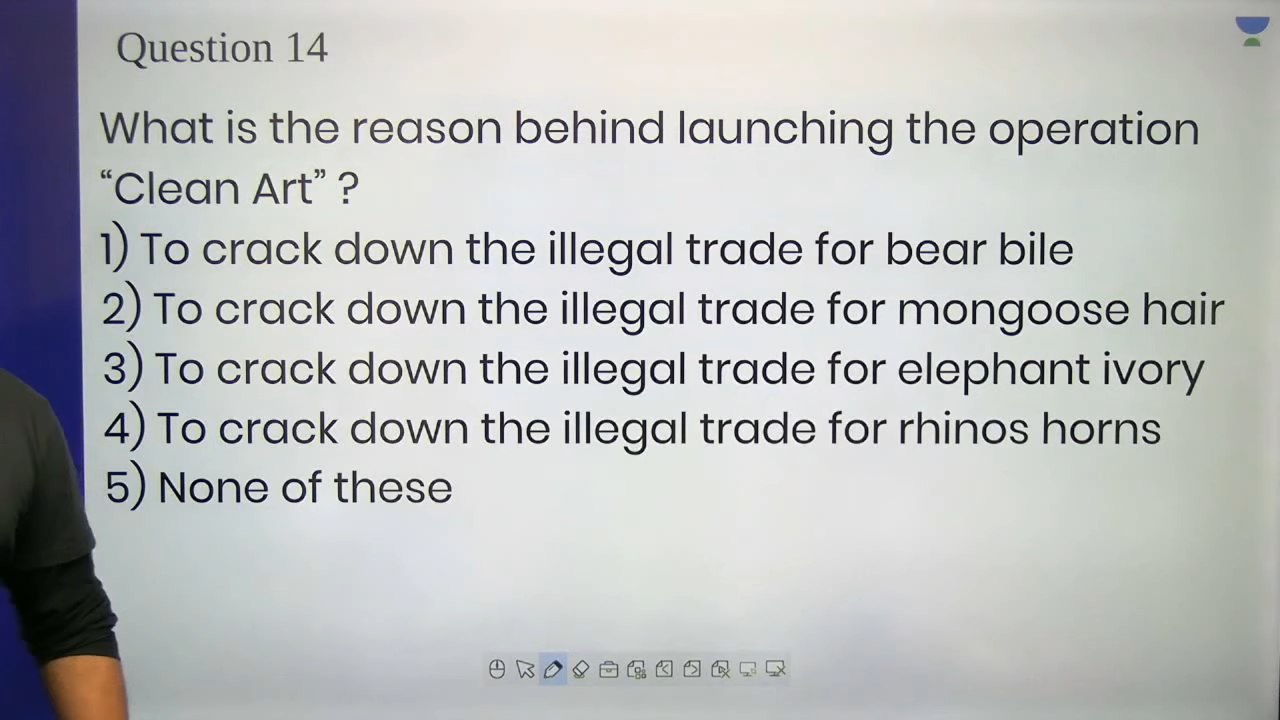 Question 14
What is the reason behind launching the operation
“Clean Art” ?
1) To crack down the illegal trade for bear bile
2) To crack down the illegal trade for mongoose hair
3) To crack down the illegal trade for elephant ivory
4) To crack down the illegal trade for rhinos horns
5) None of these